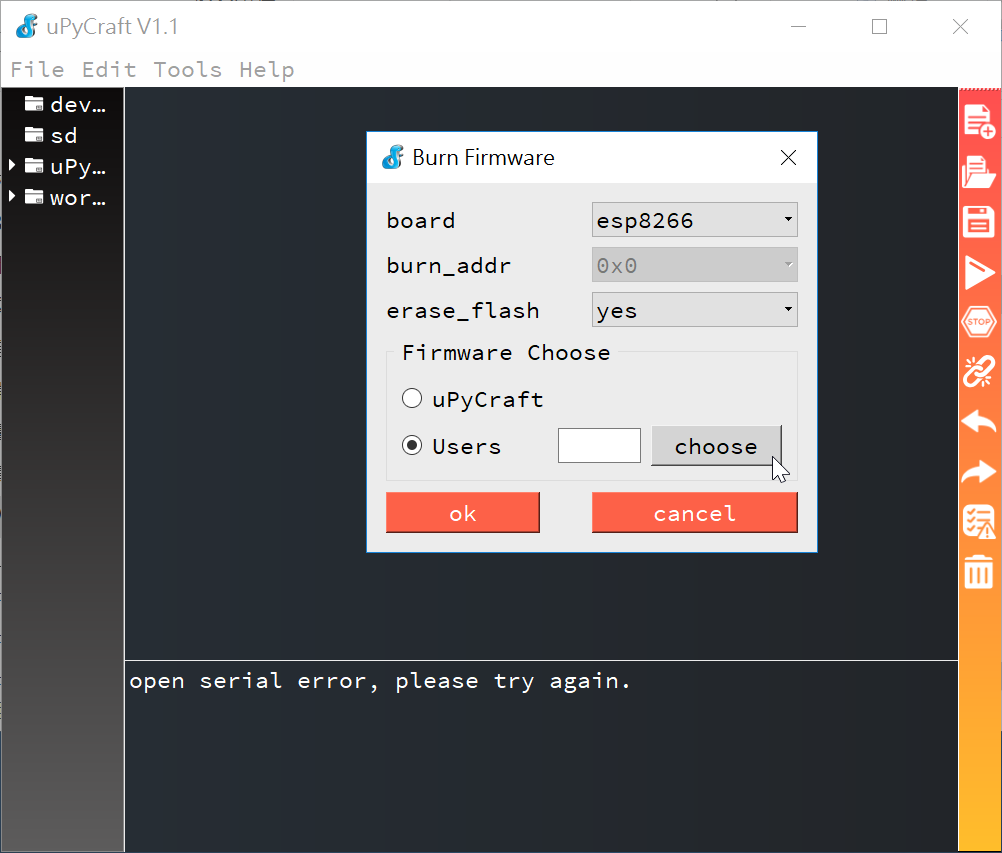 uPyCraft V1.1
File Edit Tools Help
dev...
sd
uPy...
wor...
Burn Firmware
board esp8266
burn_addr 0x0
erase_flash yes
Firmware Choose
uPyCraft
Users choose
ok cancel
STOP
open serial error, please try again.